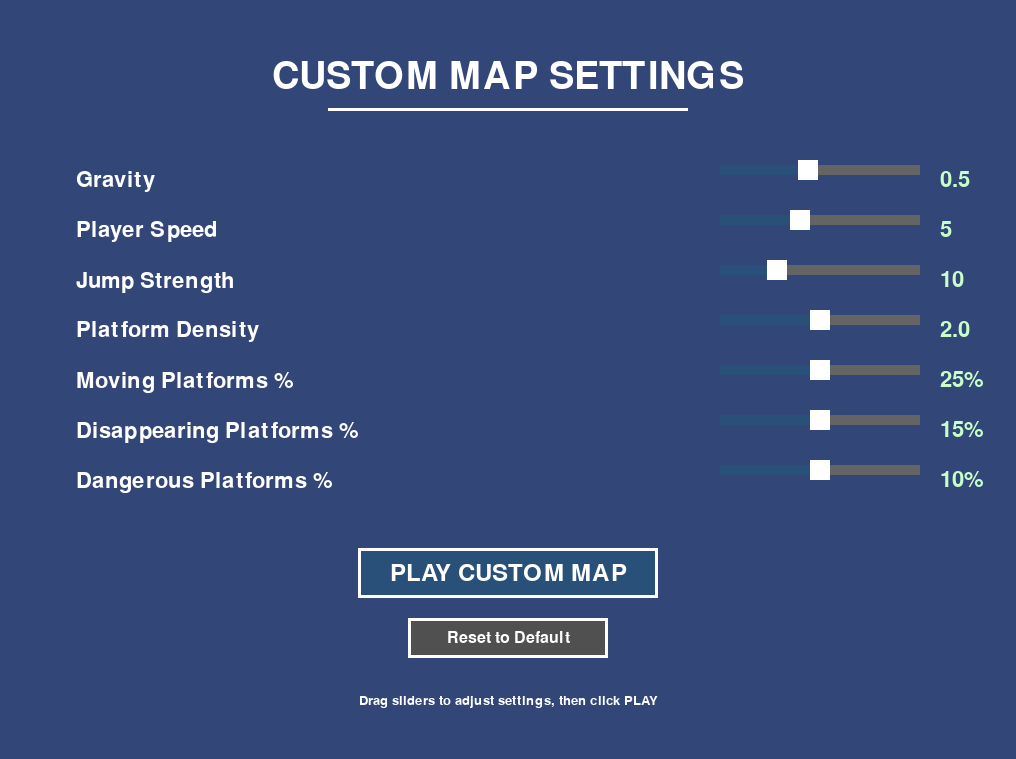 CUSTOM MAP SETTINGS
Gravity 0.5
Player Speed 5
Jump Strength 10
Platform Density 2.0
Moving Platforms % 25%
Disappearing Platforms % 15%
Dangerous Platforms % 10%
PLAY CUSTOM MAP
Reset to Default
Drag sliders to adjust settings, then click PLAY